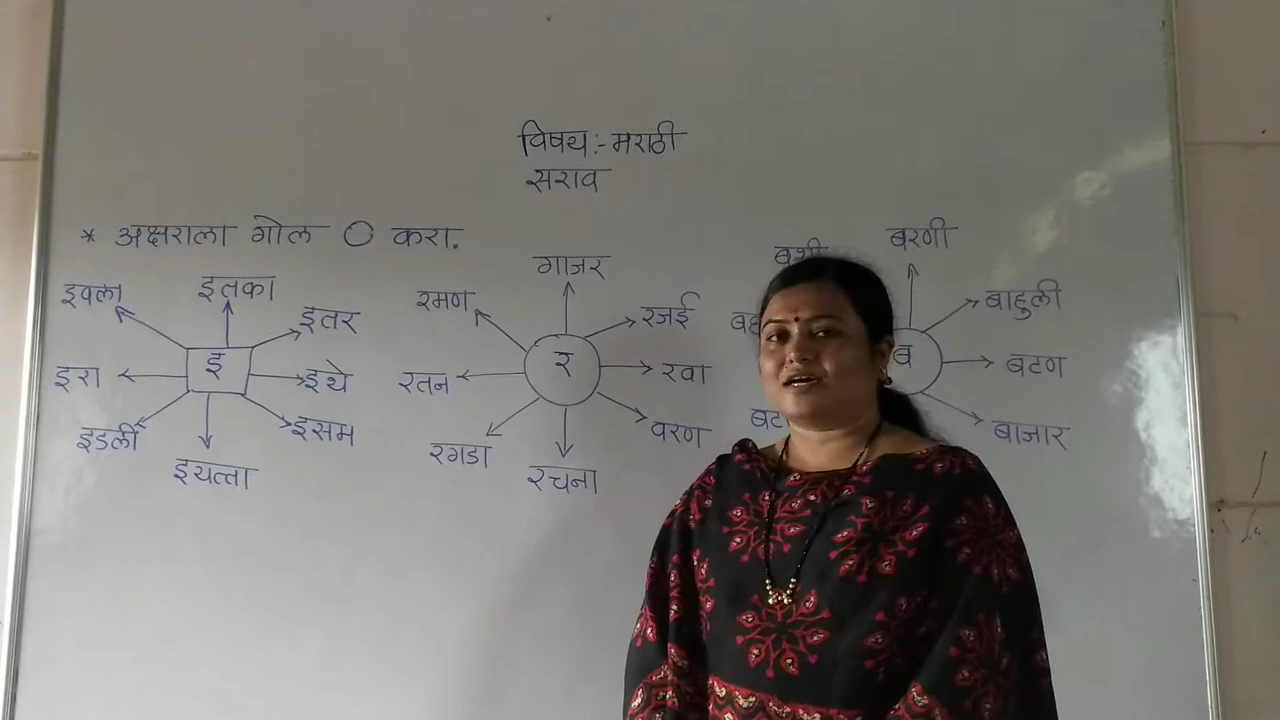 विषय:- मराठी
सराव
* अक्षराला गोल ○ करा.
इवला
इतका
इतर
इ
इरा
इथे
इडली
इसम
इयत्ता
गाजर
रमण
रजई
र
रतन
रवा
रगडा
वरण
रचना
बशी
बरणी
बाहुली
ब
बटण
बाजार